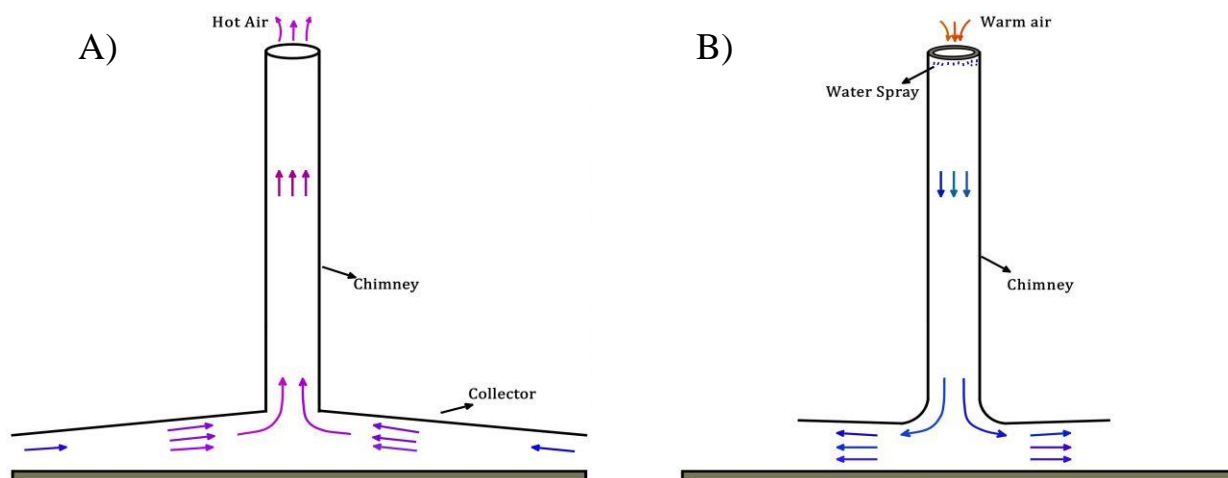 A)
Hot Air
Chimney
Collector
B)
Warm air
Water Spray
Chimney